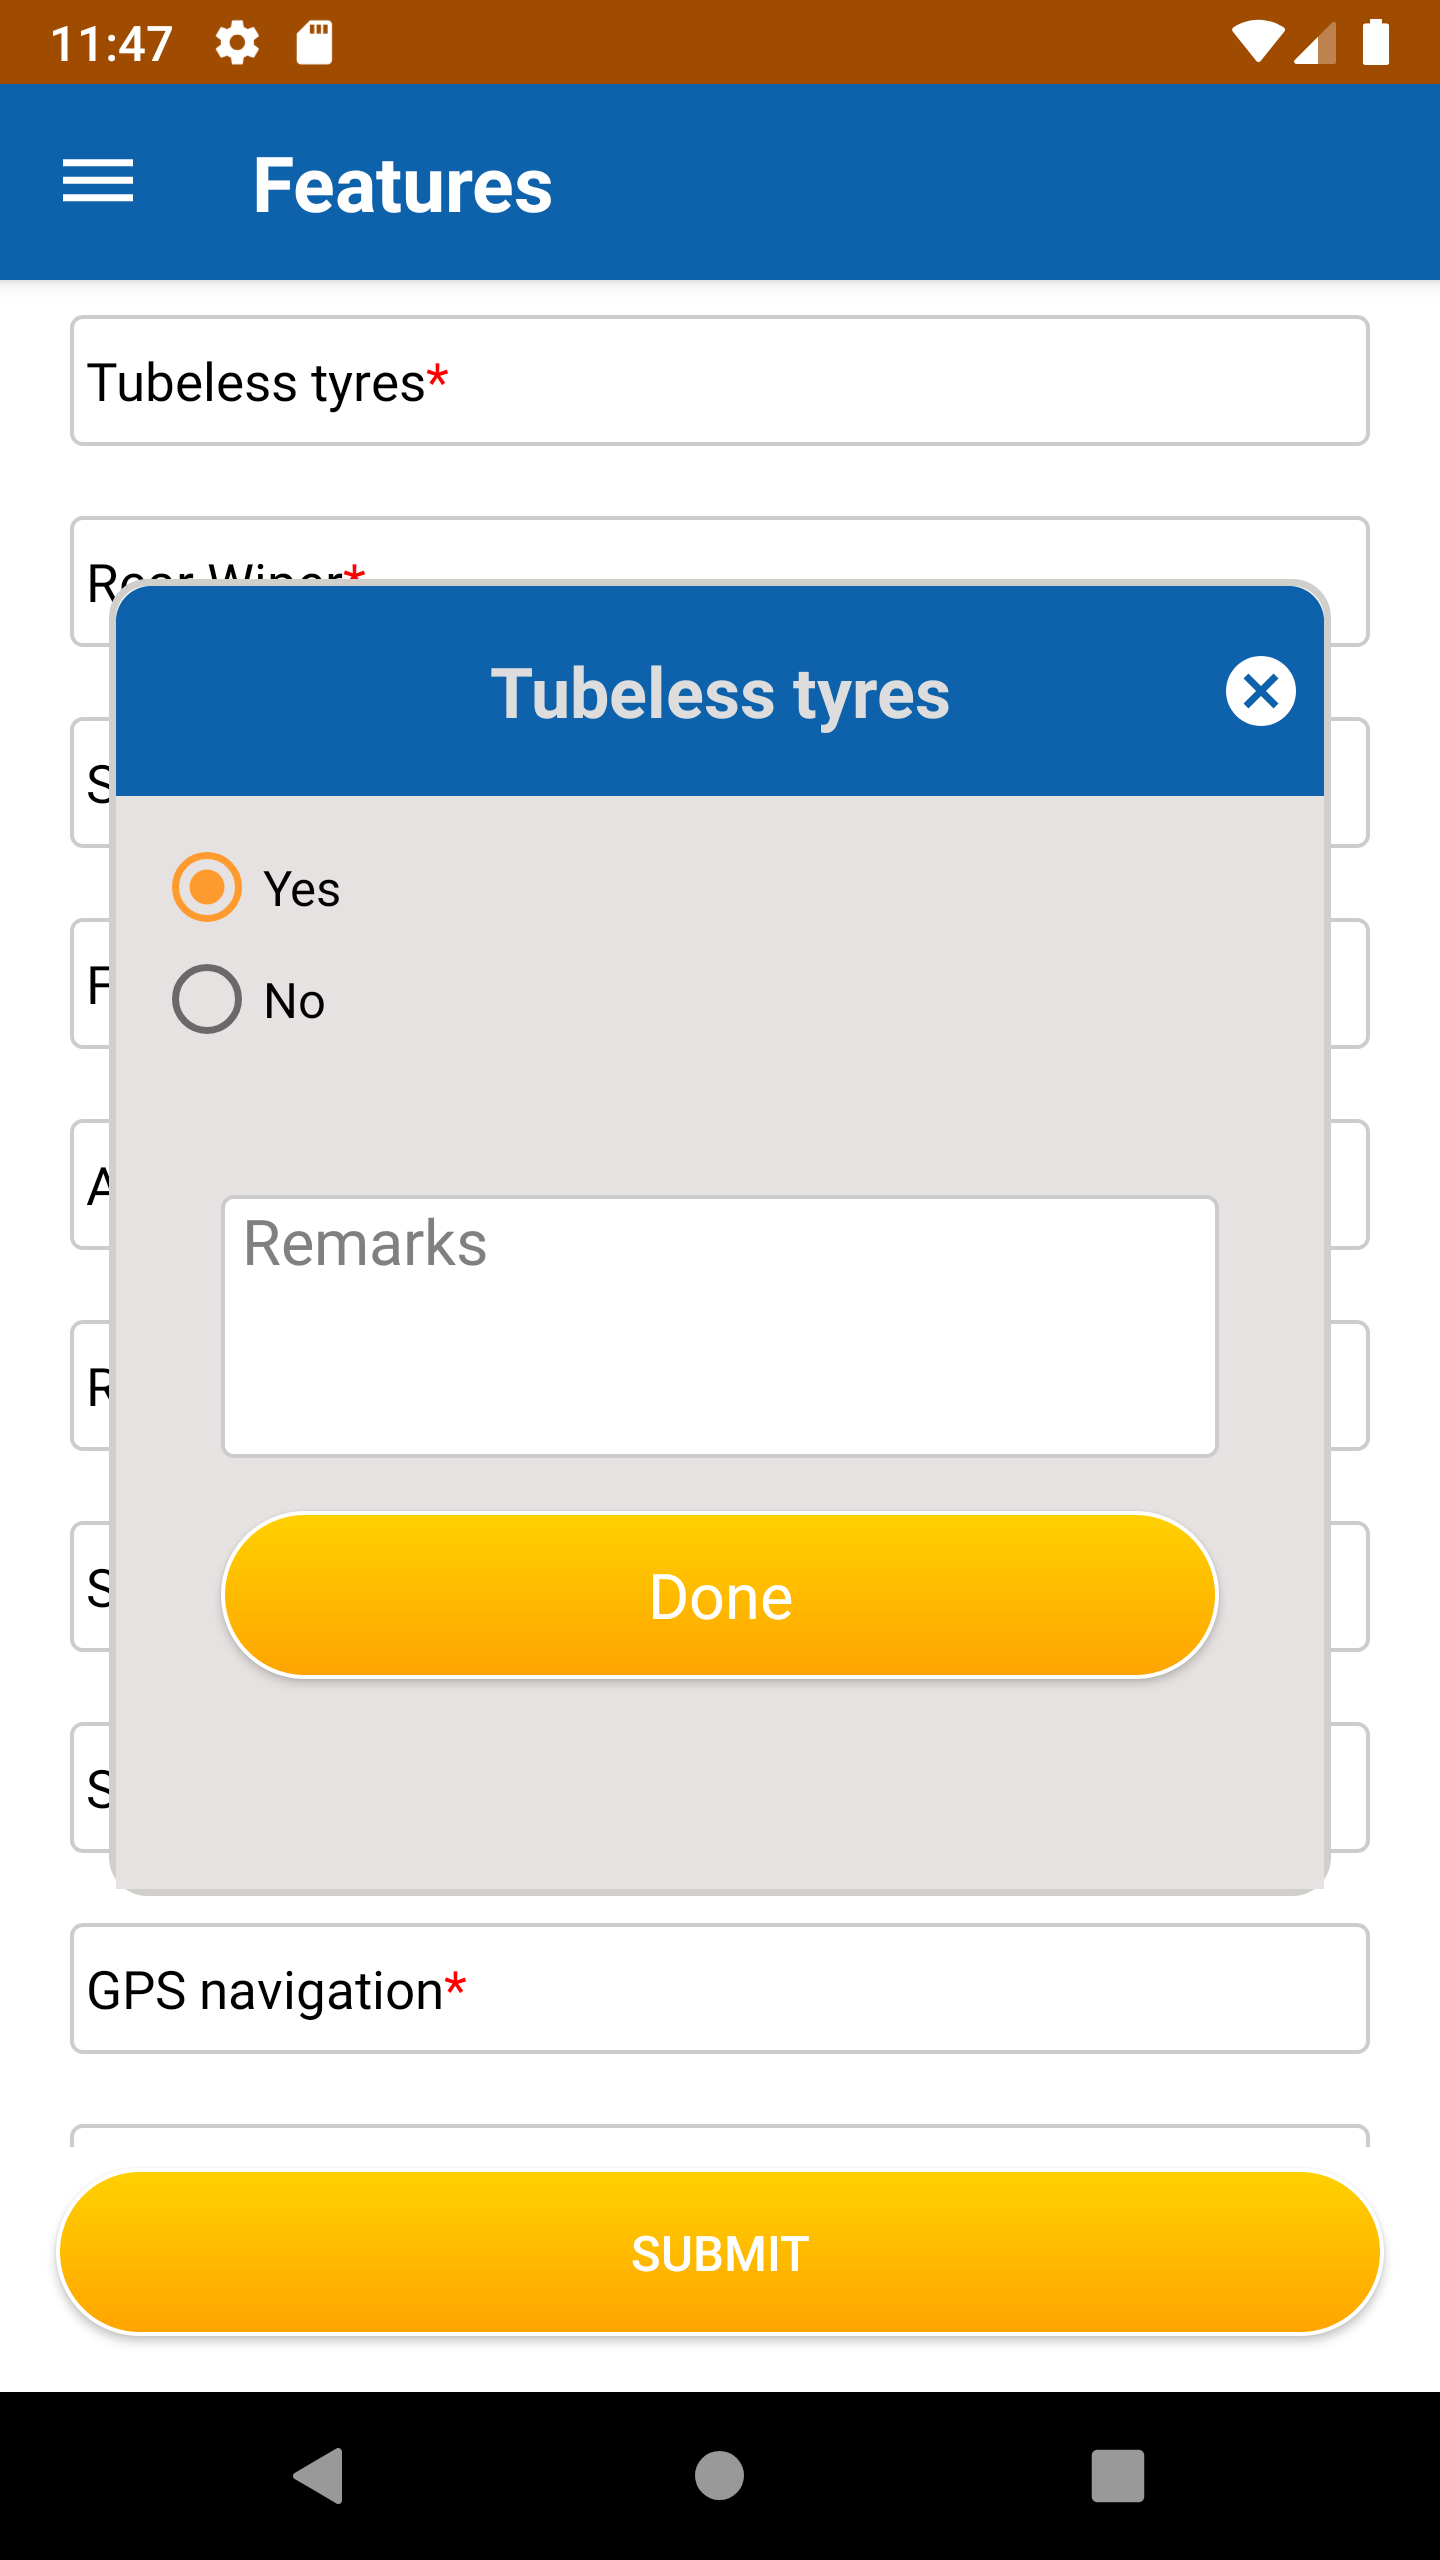 11:47
Features
Tubeless tyres*
Rear Wiper*
Tubeless tyres
Yes
No
Remarks
Done
GPS navigation*
SUBMIT